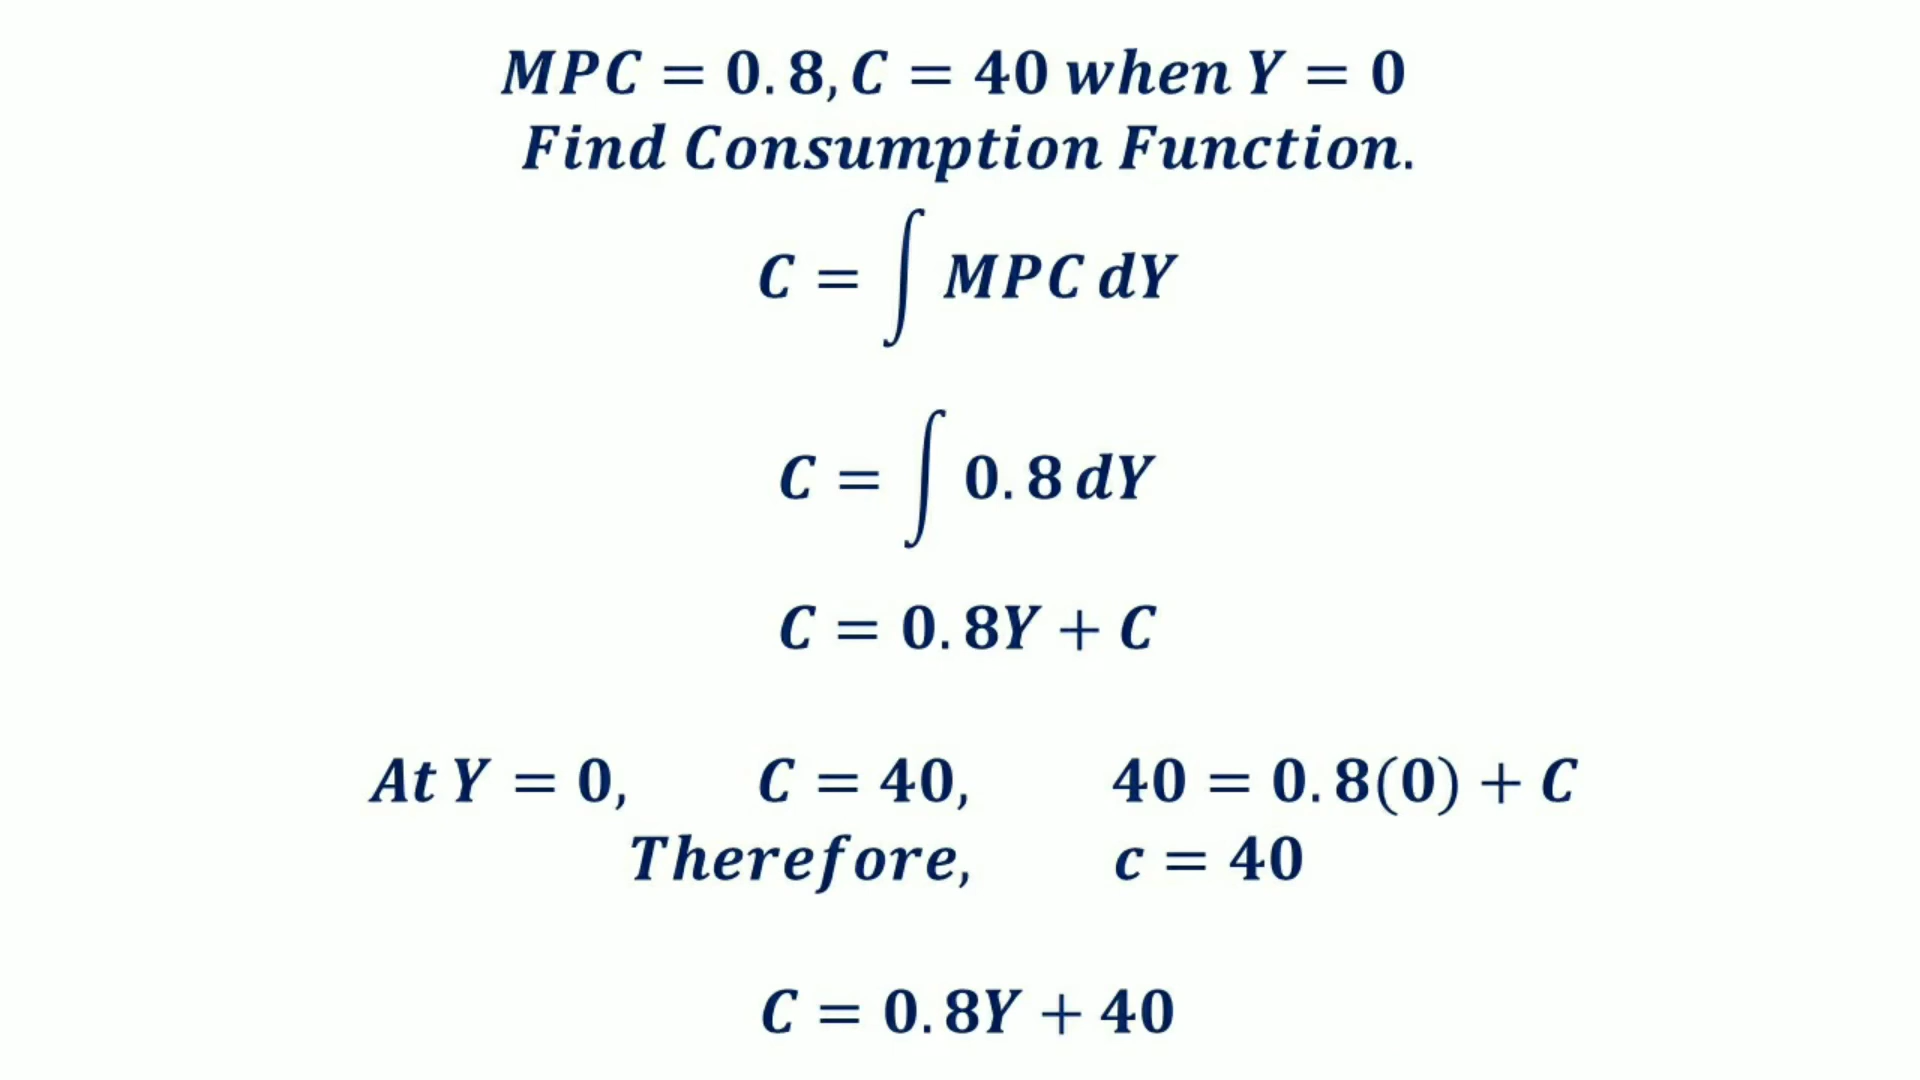 MPC = 0.8, C = 40 when Y = 0
Find Consumption Function.
C = ∫ MPC dY
C = ∫ 0.8 dY
C = 0.8Y + C
At Y = 0, C = 40, 40 = 0.8(0) + C
Therefore, c = 40
C = 0.8Y + 40